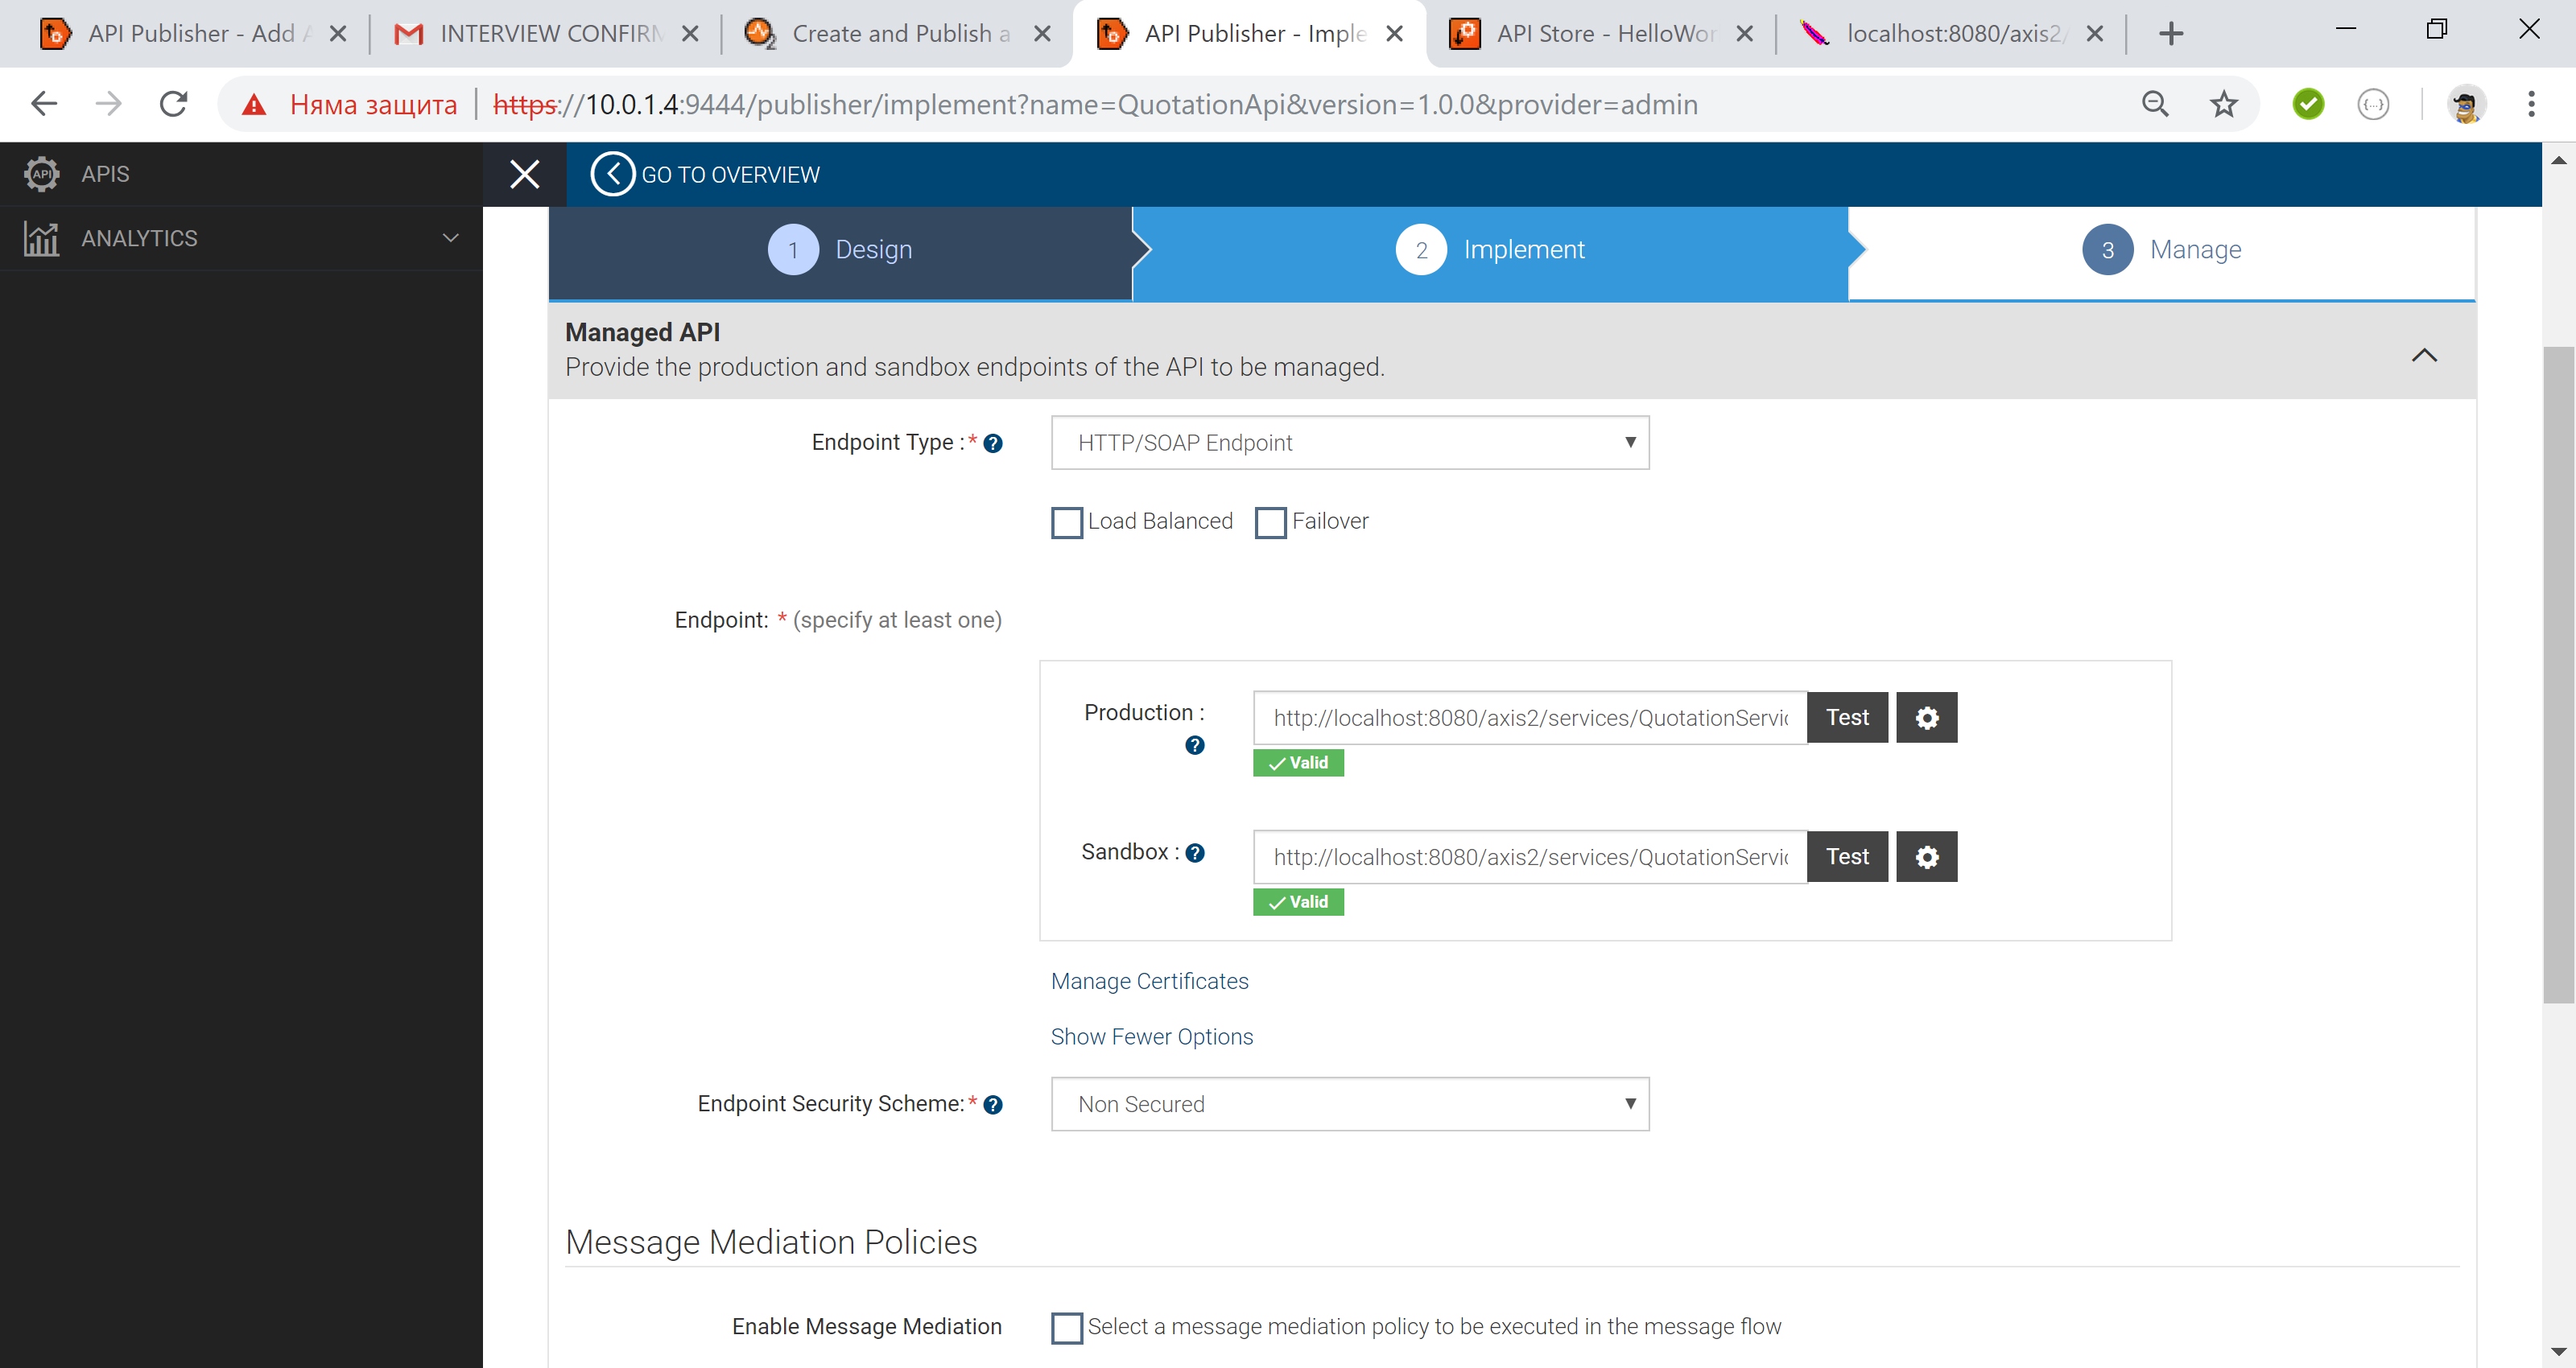 API Publisher - Add
INTERVIEW CONFIRM
Create and Publish a
API Publisher - Imple
API Store - HelloWor
localhost:8080/axis2/
Няма защита
https://10.0.1.4:9444/publisher/implement?name=QuotationApi&version=1.0.0&provider=admin
API APIS
GO TO OVERVIEW
ANALYTICS
1 Design
2 Implement
3 Manage
Managed API
Provide the production and sandbox endpoints of the API to be managed.
Endpoint Type :* ?
HTTP/SOAP Endpoint
Load Balanced
Failover
Endpoint: * (specify at least one)
Production :
?
http://localhost:8080/axis2/services/QuotationServic
Test
Valid
Sandbox : ?
http://localhost:8080/axis2/services/QuotationServic
Test
Valid
Manage Certificates
Show Fewer Options
Endpoint Security Scheme:* ?
Non Secured
Message Mediation Policies
Enable Message Mediation
Select a message mediation policy to be executed in the message flow